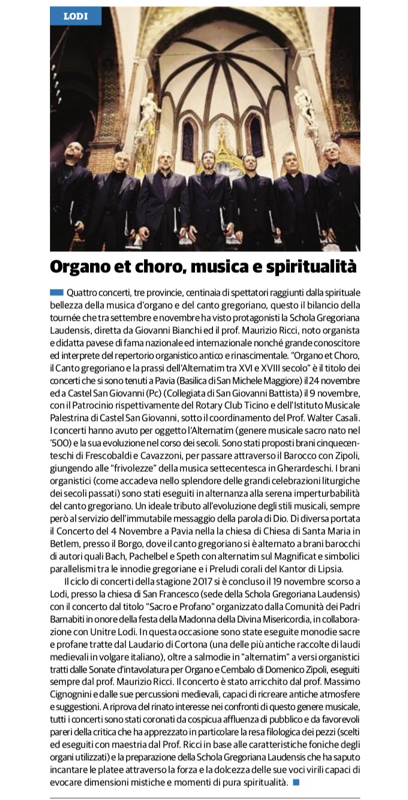 LODI
Organo et choro, musica e spiritualità
Quattro concerti, tre provincie, centinaia di spettatori raggiunti dalla spirituale
bellezza della musica d'organo e del canto gregoriano, questo il bilancio della
tournée che tra settembre e novembre ha visto protagonisti la Schola Gregoriana
Laudensis, diretta da Giovanni Bianchi ed il prof. Maurizio Ricci, noto organista
e didatta pavese di fama nazionale ed internazionale nonché grande conoscitore
ed interprete del repertorio organistico antico e rinascimentale. "Organo et Choro,
il Canto gregoriano e la prassi dell'Alternatim tra XVI e XVIII secolo" è il titolo dei
concerti che si sono tenuti a Pavia (Basilica di San Michele Maggiore) il 24 novembre
ed a Castel San Giovanni (Pc) (Collegiata di San Giovanni Battista) il 9 novembre,
con il Patrocinio rispettivamente del Rotary Club Ticino e dell'Istituto Musicale
Palestrina di Castel San Giovanni, sotto il coordinamento del Prof. Walter Casali.
I concerti hanno avuto per oggetto l'Alternatim (genere musicale sacro nato nel
'500) e la sua evoluzione nel corso dei secoli. Sono stati proposti brani cinquecen-
teschi di Frescobaldi e Cavazzoni, per passare attraverso il Barocco con Zipoli,
giungendo alle "frivolezze" della musica settecentesca in Gherardeschi. I brani
organistici (come accadeva nello splendore delle grandi celebrazioni liturgiche
dei secoli passati) sono stati eseguiti in alternanza alla serena imperturbabilità
del canto gregoriano. Un ideale tributo all'evoluzione degli stili musicali, sempre
però al servizio dell'immutabile messaggio della parola di Dio. Di diversa portata
il Concerto del 4 Novembre a Pavia nella chiesa di Chiesa di Santa Maria in
Betlem, presso il Borgo, dove il canto gregoriano si è alternato a brani barocchi
di autori quali Bach, Pachelbel e Speth con alternatim sul Magnificat e simbolici
parallelismi tra le innodie gregoriane e i Preludi corali del Kantor di Lipsia.
Il ciclo di concerti della stagione 2017 si è concluso il 19 novembre scorso a
Lodi, presso la chiesa di San Francesco (sede della Schola Gregoriana Laudensis)
con il concerto dal titolo "Sacro e Profano" organizzato dalla Comunità dei Padri
Barnabiti in onore della festa della Madonna della Divina Misericordia, in collabora-
zione con Unitre Lodi. In questa occasione sono state eseguite monodie sacre
e profane tratte dal Laudario di Cortona (una delle più antiche raccolte di laudi
medievali in volgare italiano), oltre a salmodie in "alternatim" a versi organistici
tratti dalle Sonate d'intavolatura per Organo e Cembalo di Domenico Zipoli, eseguiti
sempre dal prof. Maurizio Ricci. Il concerto è stato arricchito dal prof. Massimo
Cignognini e dalle sue percussioni medievali, capaci di ricreare antiche atmosfere
e suggestioni. A riprova del rinato interesse nei confronti di questo genere musicale,
tutti i concerti sono stati coronati da cospicua affluenza di pubblico e da favorevoli
pareri della critica che ha apprezzato in particolare la resa filologica dei pezzi (scelti
ed eseguiti con maestria dal Prof. Ricci in base alle caratteristiche foniche degli
organi utilizzati) e la preparazione della Schola Gregoriana Laudensis che ha saputo
incantare le platee attraverso la forza e la dolcezza delle sue voci virili capaci di
evocare dimensioni mistiche e momenti di pura spiritualità.